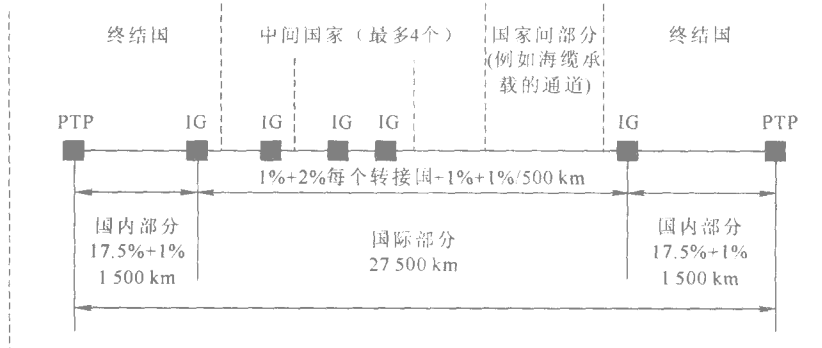 终结国
中间国家（最多4个）
国家间部分
(例如海缆承
载的通道)
终结国
PTP
IG
IG
IG
IG
IG
PTP
1%+2%每个转接国+1%+1%/500 km
国内部分
17.5%+1%
1 500 km
国际部分
27 500 km
国内部分
17.5%+1%
1 500 km